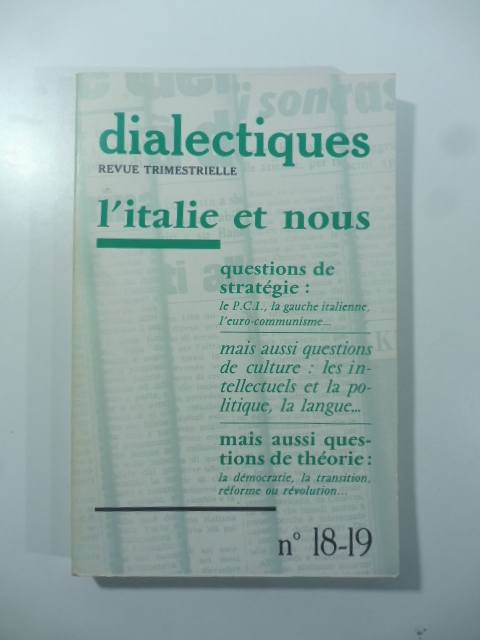 dialectiques
REVUE TRIMESTRIELLE
l'italie et nous
questions de
stratégie :
le P.C.I., la gauche italienne,
l'euro-communisme...
mais aussi questions
de culture : les in-
tellectuels et la po-
litique, la langue...
mais aussi ques-
tions de théorie :
la démocratie, la transition,
réforme ou révolution...
n° 18-19